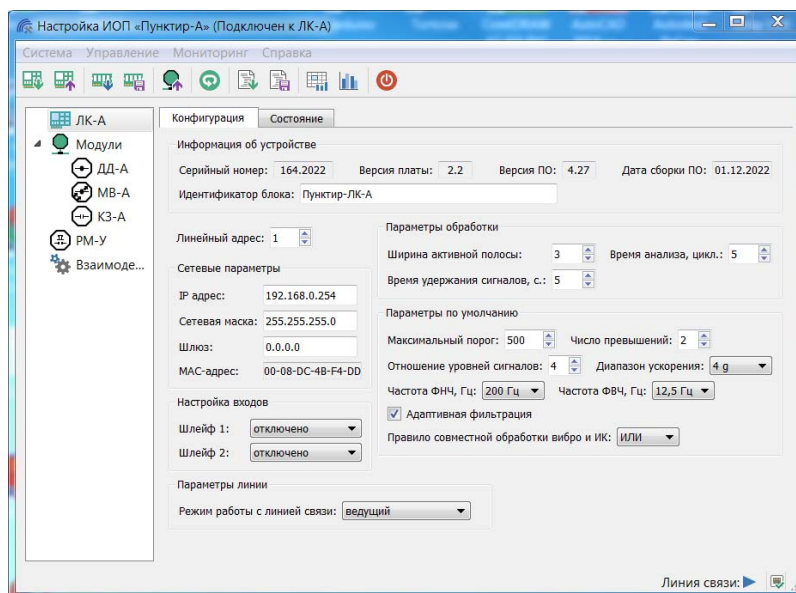 Настройка ИОП «Пунктир-А» (Подключен к ЛК-А)
Система Управление Мониторинг Справка
ЛК-А
Модули
ДД-А
МВ-А
КЗ-А
РМ-У
Взаимоде...
Конфигурация Состояние
Информация об устройстве
Серийный номер: 164.2022 Версия платы: 2.2 Версия ПО: 4.27 Дата сборки ПО: 01.12.2022
Идентификатор блока: Пунктир-ЛК-А
Линейный адрес: 1
Сетевые параметры
IP адрес: 192.168.0.254
Сетевая маска: 255.255.255.0
Шлюз: 0.0.0.0
MAC-адрес: 00-08-DC-4B-F4-DD
Настройка входов
Шлейф 1: отключено
Шлейф 2: отключено
Параметры обработки
Ширина активной полосы: 3 Время анализа, цикл.: 5
Время удержания сигналов, с.: 5
Параметры по умолчанию
Максимальный порог: 500 Число превышений: 2
Отношение уровней сигналов: 4 Диапазон ускорения: 4 g
Частота ФНЧ, Гц: 200 Гц Частота ФВЧ, Гц: 12,5 Гц
Адаптивная фильтрация
Правило совместной обработки вибро и ИК: ИЛИ
Параметры линии
Режим работы с линией связи: ведущий
Линия связи: